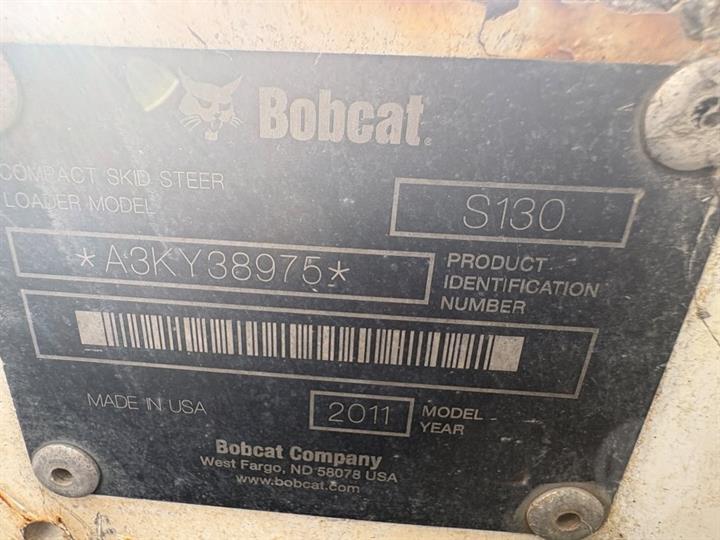 Bobcat®
COMPACT SKID STEER
LOADER MODEL
S130
*A3KY38975*
PRODUCT
IDENTIFICATION
NUMBER
MADE IN USA
2011
MODEL
YEAR
Bobcat Company
West Fargo, ND 58078 USA
www.bobcat.com